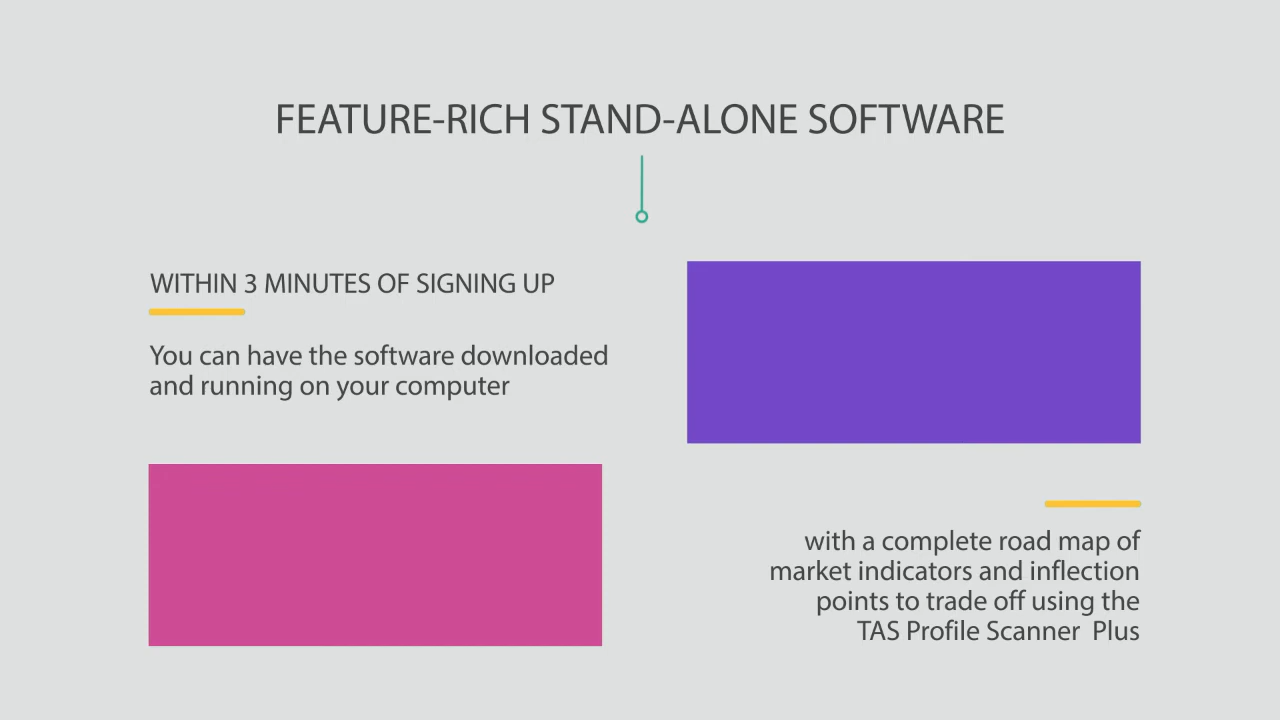 FEATURE-RICH STAND-ALONE SOFTWARE
WITHIN 3 MINUTES OF SIGNING UP
You can have the software downloaded
and running on your computer
with a complete road map of
market indicators and inflection
points to trade off using the
TAS Profile Scanner  Plus